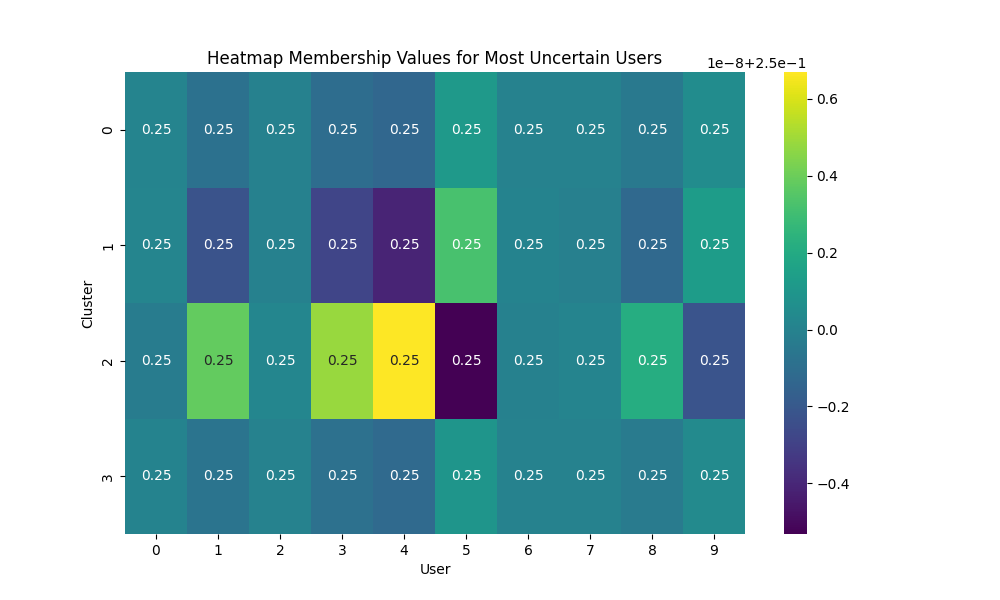 Heatmap Membership Values for Most Uncertain Users
1e−8+2.5e−1
0 0.25 0.25 0.25 0.25 0.25 0.25 0.25 0.25 0.25 0.25
1 0.25 0.25 0.25 0.25 0.25 0.25 0.25 0.25 0.25 0.25
2 0.25 0.25 0.25 0.25 0.25 0.25 0.25 0.25 0.25 0.25
3 0.25 0.25 0.25 0.25 0.25 0.25 0.25 0.25 0.25 0.25
Cluster
0 1 2 3 4 5 6 7 8 9
User
0.6
0.4
0.2
0.0
−0.2
−0.4